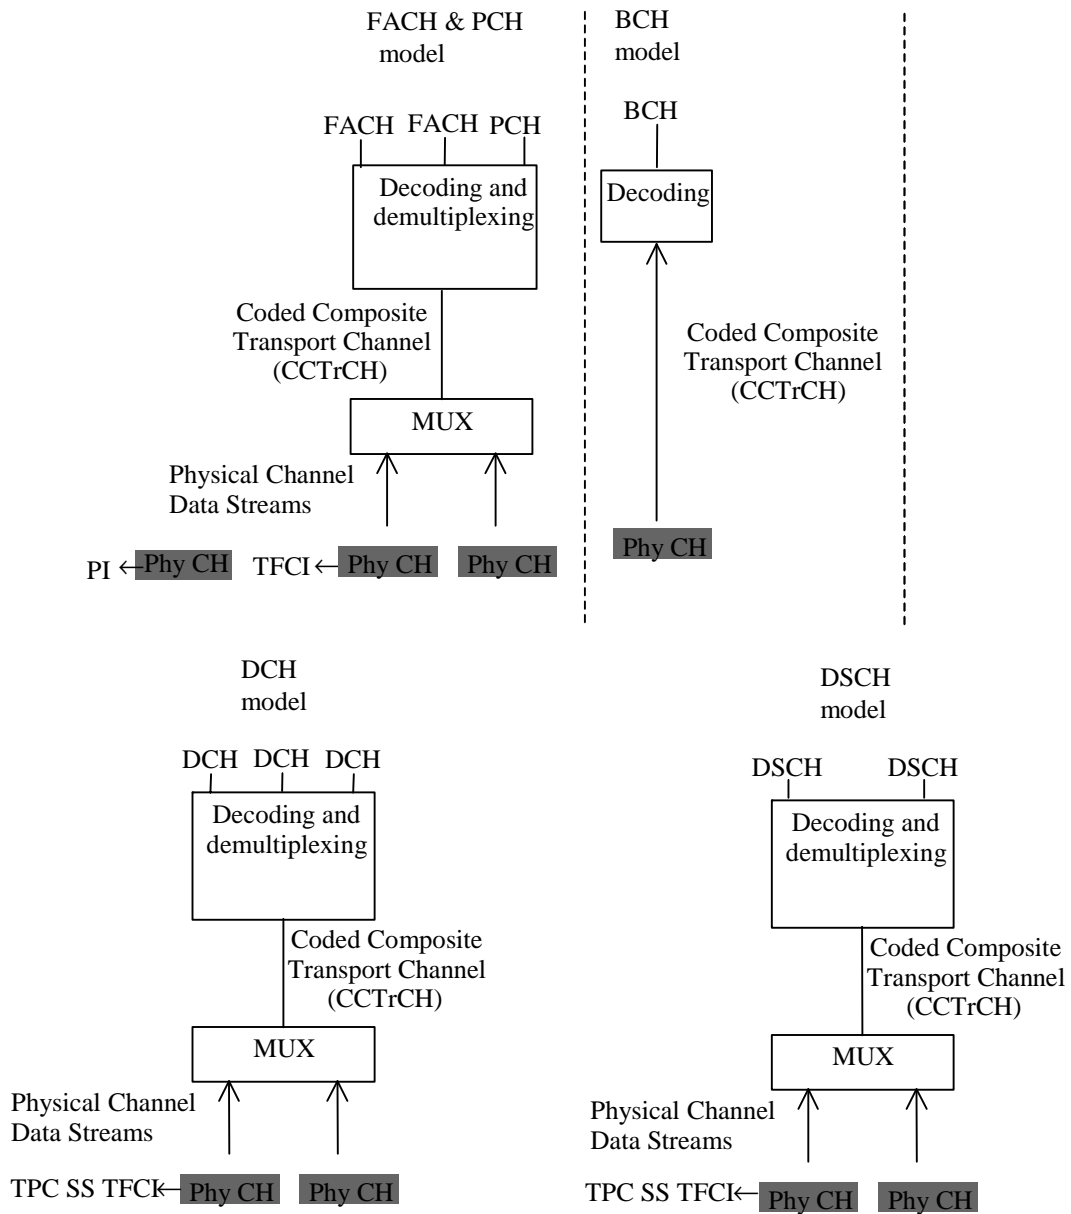 FACH & PCH
model
FACH FACH PCH
Decoding and
demultiplexing
Coded Composite
Transport Channel
(CCTrCH)
MUX
Physical Channel
Data Streams
PI Phy CH TFCI Phy CH Phy CH
BCH
model
BCH
Decoding
Coded Composite
Transport Channel
(CCTrCH)
Phy CH
DCH
model
DCH DCH DCH
Decoding and
demultiplexing
Coded Composite
Transport Channel
(CCTrCH)
MUX
Physical Channel
Data Streams
TPC SS TFCI Phy CH Phy CH
DSCH
model
DSCH DSCH
Decoding and
demultiplexing
Coded Composite
Transport Channel
(CCTrCH)
MUX
Physical Channel
Data Streams
TPC SS TFCI Phy CH Phy CH